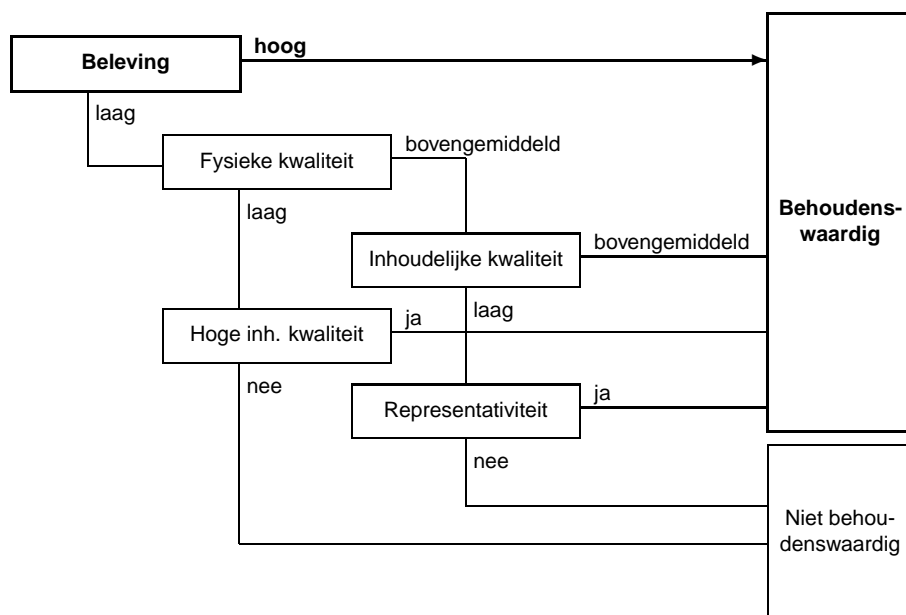 hoog
Beleving
laag
Fysieke kwaliteit
bovengemiddeld
laag
Behoudens-
waardig
Inhoudelijke kwaliteit
bovengemiddeld
laag
Hoge inh. kwaliteit
ja
nee
Representativiteit
ja
nee
Niet behou-
denswaardig